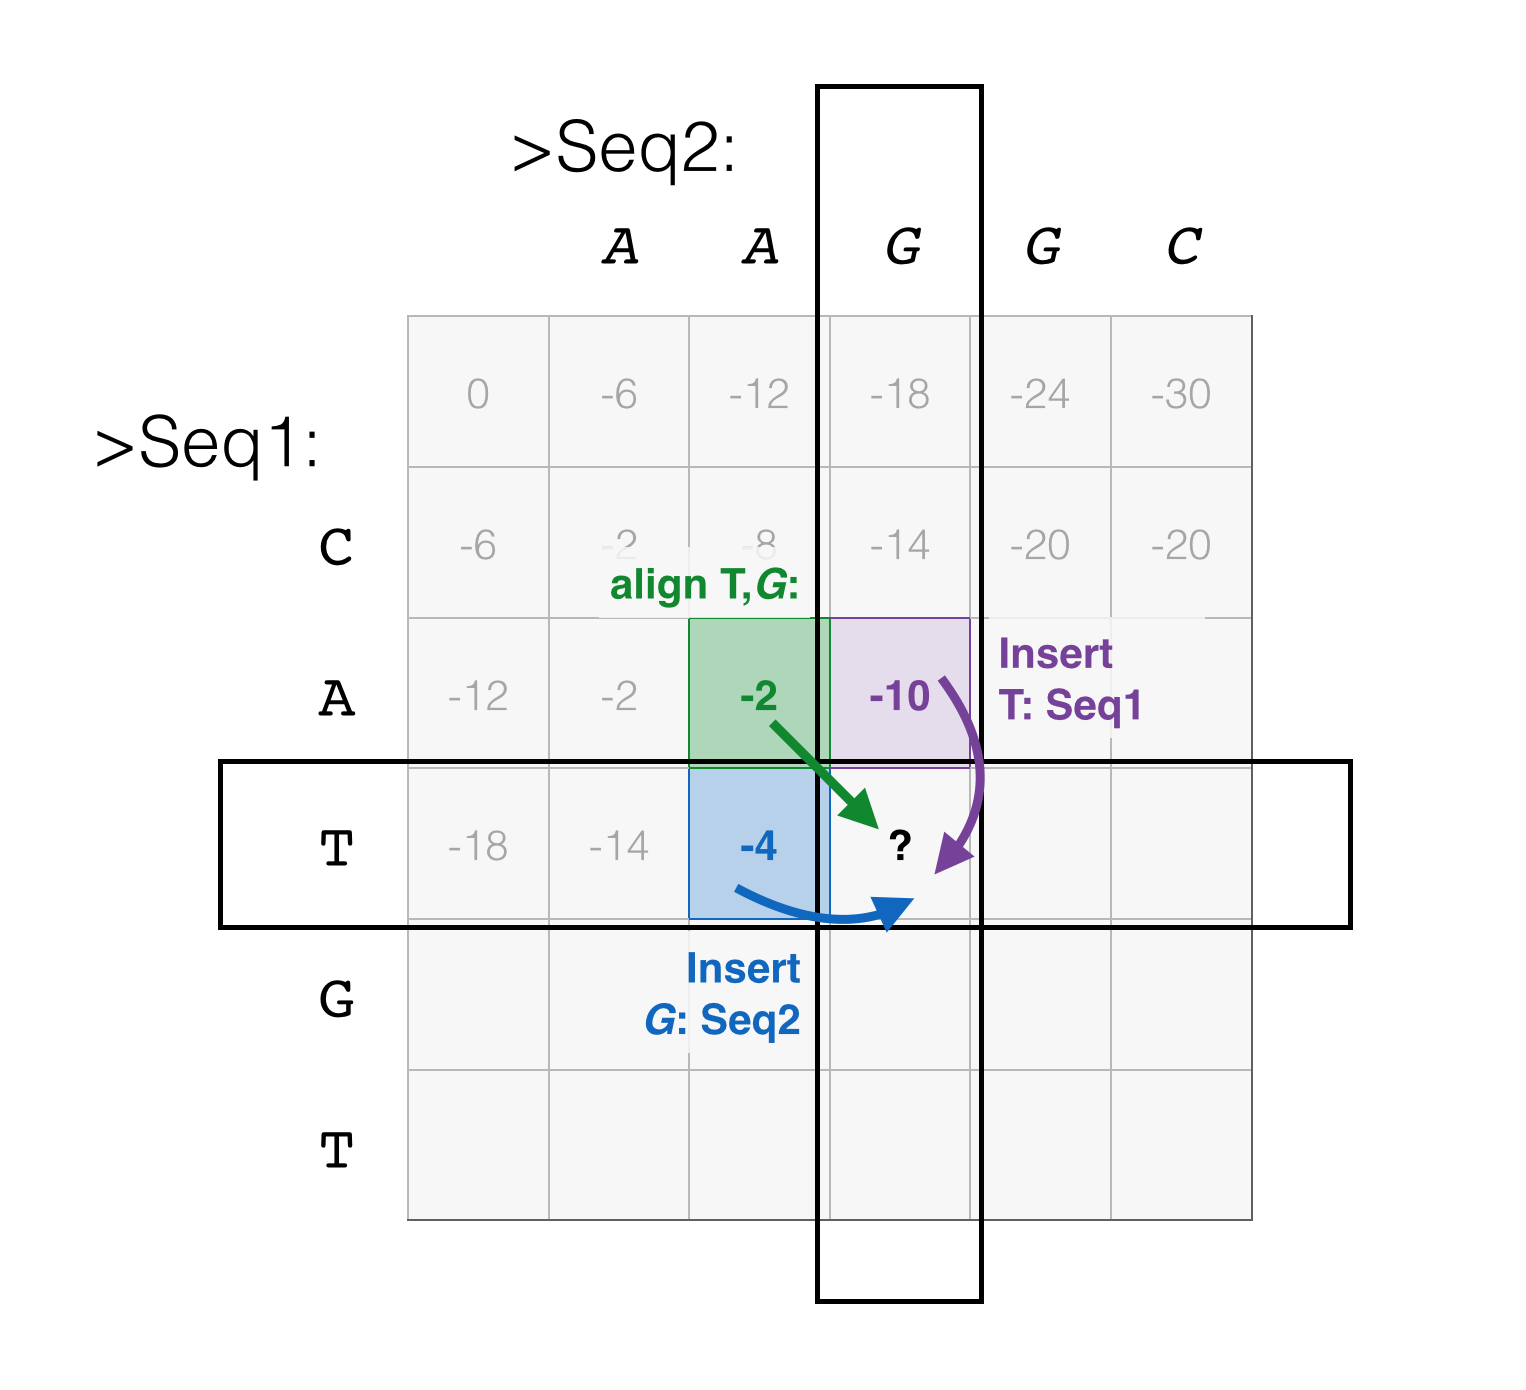 >Seq2:
A A G G C
>Seq1:
0 -6 -12 -18 -24 -30
C -6 -2 -8 -14 -20 -20
align T,G:
A -12 -2 -2 -10
Insert
T: Seq1
T -18 -14 -4 ?
Insert
G: Seq2
G
T